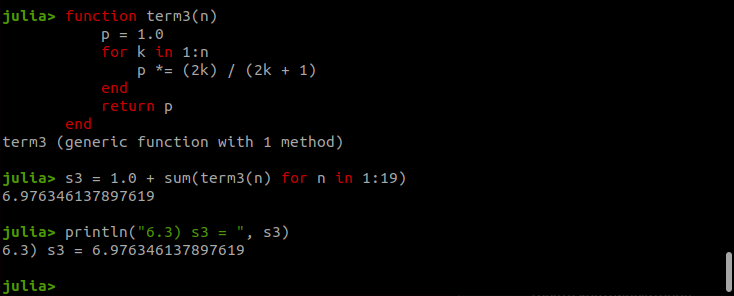 julia> function term3(n)
           p = 1.0
           for k in 1:n
               p *= (2k) / (2k + 1)
           end
           return p
       end
term3 (generic function with 1 method)

julia> s3 = 1.0 + sum(term3(n) for n in 1:19)
6.976346137897619

julia> println("6.3) s3 = ", s3)
6.3) s3 = 6.976346137897619

julia>